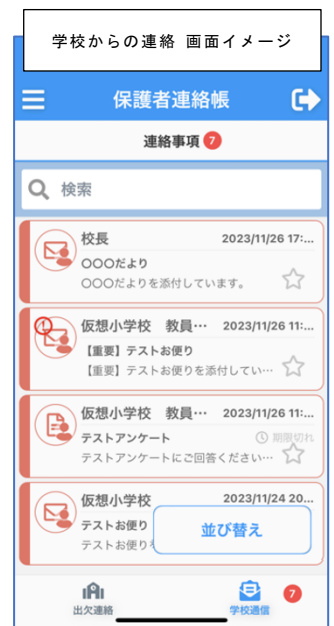 学校からの連絡 画面イメージ
保護者連絡帳
連絡事項 7
検索
校長 2023/11/26 17:...
〇〇〇だより
〇〇〇だよりを添付しています。
仮想小学校 教員… 2023/11/26 11:...
【重要】テストお便り
【重要】テストお便りを添付してい…
仮想小学校 教員… 2023/11/26 11:...
テストアンケート 期限切れ
テストアンケートにご回答ください…
仮想小学校 2023/11/24 20...
テストお便り
テストお便り
並び替え
出欠連絡 学校通信 7